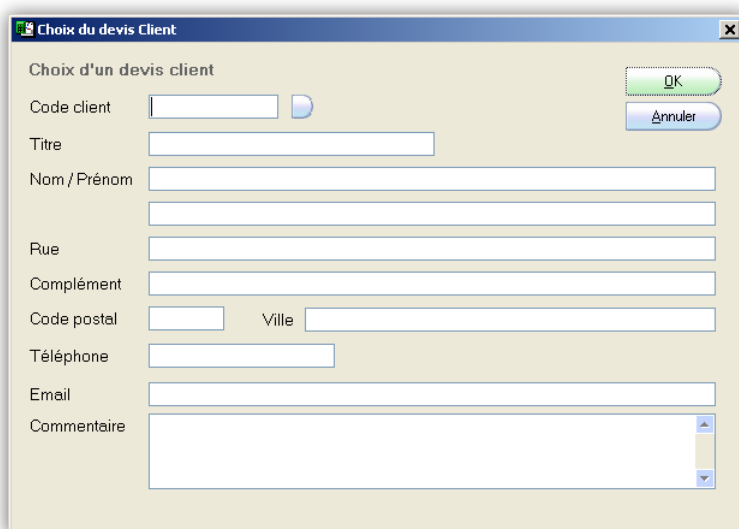 Choix du devis Client
Choix d'un devis client
OK
Code client
Annuler
Titre
Nom / Prénom
Rue
Complément
Code postal Ville
Téléphone
Email
Commentaire